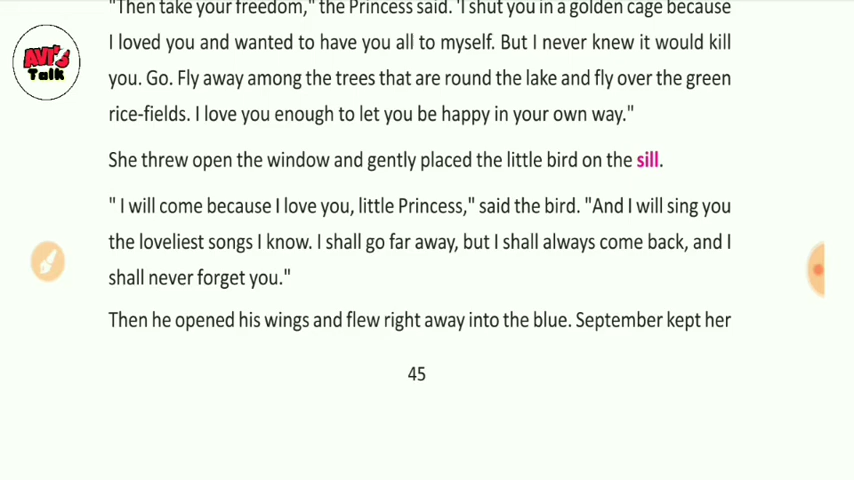 "Then take your freedom," the Princess said. 'I shut you in a golden cage because
I loved you and wanted to have you all to myself. But I never knew it would kill
you. Go. Fly away among the trees that are round the lake and fly over the green
rice-fields. I love you enough to let you be happy in your own way."
She threw open the window and gently placed the little bird on the sill.
" I will come because I love you, little Princess," said the bird. "And I will sing you
the loveliest songs I know. I shall go far away, but I shall always come back, and I
shall never forget you."
Then he opened his wings and flew right away into the blue. September kept her
45
AVI'S
Talk